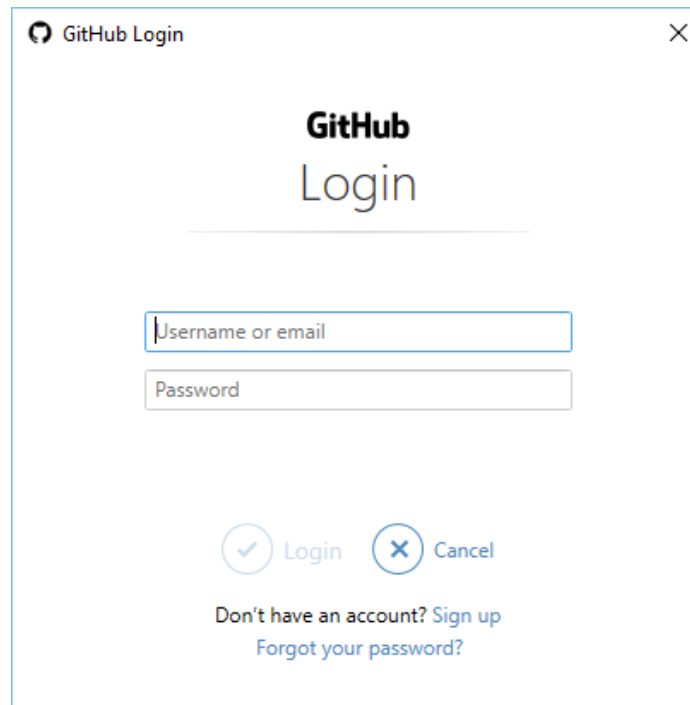 GitHub Login
GitHub
Login
Username or email
Password
Login Cancel
Don't have an account? Sign up
Forgot your password?